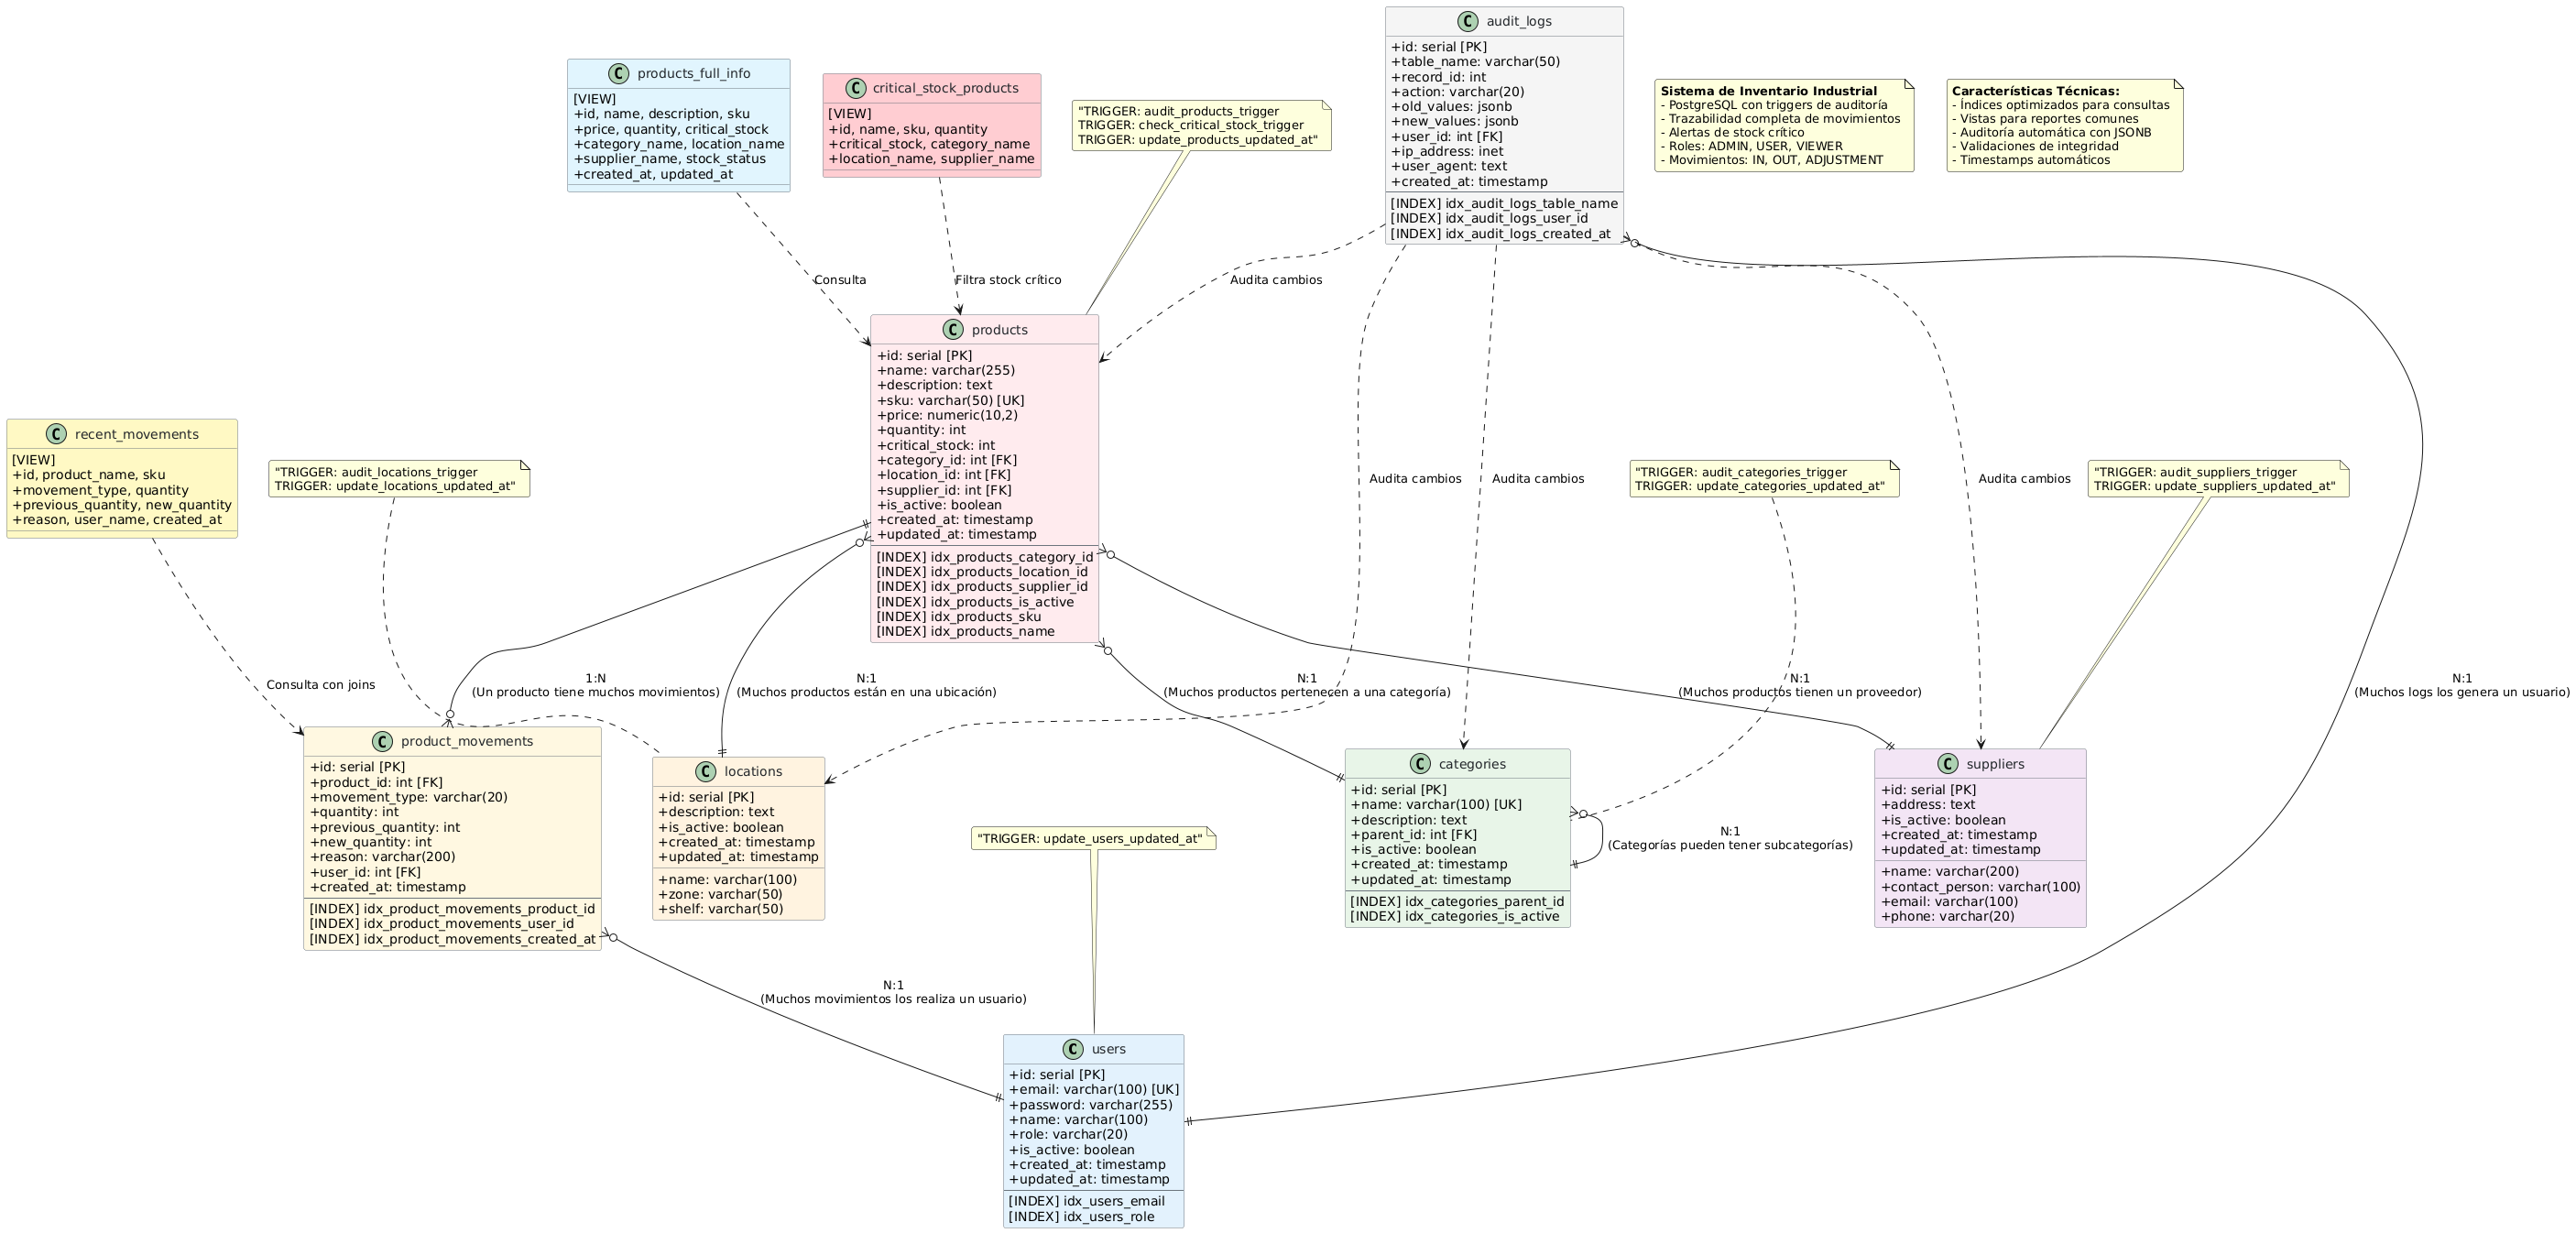 audit_logs
+id: serial [PK]
+table_name: varchar(50)
+record_id: int
+action: varchar(20)
+old_values: jsonb
+new_values: jsonb
+user_id: int [FK]
+ip_address: inet
+user_agent: text
+created_at: timestamp
[INDEX] idx_audit_logs_table_name
[INDEX] idx_audit_logs_user_id
[INDEX] idx_audit_logs_created_at
products_full_info
[VIEW]
+id, name, description, sku
+price, quantity, critical_stock
+category_name, location_name
+supplier_name, stock_status
+created_at, updated_at
critical_stock_products
[VIEW]
+id, name, sku, quantity
+critical_stock, category_name
+location_name, supplier_name
"TRIGGER: audit_products_trigger
TRIGGER: check_critical_stock_trigger
TRIGGER: update_products_updated_at"
Sistema de Inventario Industrial
- PostgreSQL con triggers de auditoría
- Trazabilidad completa de movimientos
- Alertas de stock crítico
- Roles: ADMIN, USER, VIEWER
- Movimientos: IN, OUT, ADJUSTMENT
Características Técnicas:
- Índices optimizados para consultas
- Vistas para reportes comunes
- Auditoría automática con JSONB
- Validaciones de integridad
- Timestamps automáticos
Consulta
Filtra stock crítico
Audita cambios
products
+id: serial [PK]
+name: varchar(255)
+description: text
+sku: varchar(50) [UK]
+price: numeric(10,2)
+quantity: int
+critical_stock: int
+category_id: int [FK]
+location_id: int [FK]
+supplier_id: int [FK]
+is_active: boolean
+created_at: timestamp
+updated_at: timestamp
[INDEX] idx_products_category_id
[INDEX] idx_products_location_id
[INDEX] idx_products_supplier_id
[INDEX] idx_products_is_active
[INDEX] idx_products_sku
[INDEX] idx_products_name
recent_movements
[VIEW]
+id, product_name, sku
+movement_type, quantity
+previous_quantity, new_quantity
+reason, user_name, created_at
"TRIGGER: audit_locations_trigger
TRIGGER: update_locations_updated_at"
Audita cambios
Audita cambios
"TRIGGER: audit_categories_trigger
TRIGGER: update_categories_updated_at"
Audita cambios
"TRIGGER: audit_suppliers_trigger
TRIGGER: update_suppliers_updated_at"
Consulta con joins
1:N
(Un producto tiene muchos movimientos)
N:1
(Muchos productos están en una ubicación)
N:1
(Muchos productos pertenecen a una categoría)
N:1
(Muchos productos tienen un proveedor)
N:1
(Muchos logs los genera un usuario)
product_movements
+id: serial [PK]
+product_id: int [FK]
+movement_type: varchar(20)
+quantity: int
+previous_quantity: int
+new_quantity: int
+reason: varchar(200)
+user_id: int [FK]
+created_at: timestamp
[INDEX] idx_product_movements_product_id
[INDEX] idx_product_movements_user_id
[INDEX] idx_product_movements_created_at
locations
+id: serial [PK]
+description: text
+is_active: boolean
+created_at: timestamp
+updated_at: timestamp
+name: varchar(100)
+zone: varchar(50)
+shelf: varchar(50)
"TRIGGER: update_users_updated_at"
categories
+id: serial [PK]
+name: varchar(100) [UK]
+description: text
+parent_id: int [FK]
+is_active: boolean
+created_at: timestamp
+updated_at: timestamp
[INDEX] idx_categories_parent_id
[INDEX] idx_categories_is_active
N:1
(Categorías pueden tener subcategorías)
suppliers
+id: serial [PK]
+address: text
+is_active: boolean
+created_at: timestamp
+updated_at: timestamp
+name: varchar(200)
+contact_person: varchar(100)
+email: varchar(100)
+phone: varchar(20)
N:1
(Muchos movimientos los realiza un usuario)
users
+id: serial [PK]
+email: varchar(100) [UK]
+password: varchar(255)
+name: varchar(100)
+role: varchar(20)
+is_active: boolean
+created_at: timestamp
+updated_at: timestamp
[INDEX] idx_users_email
[INDEX] idx_users_role